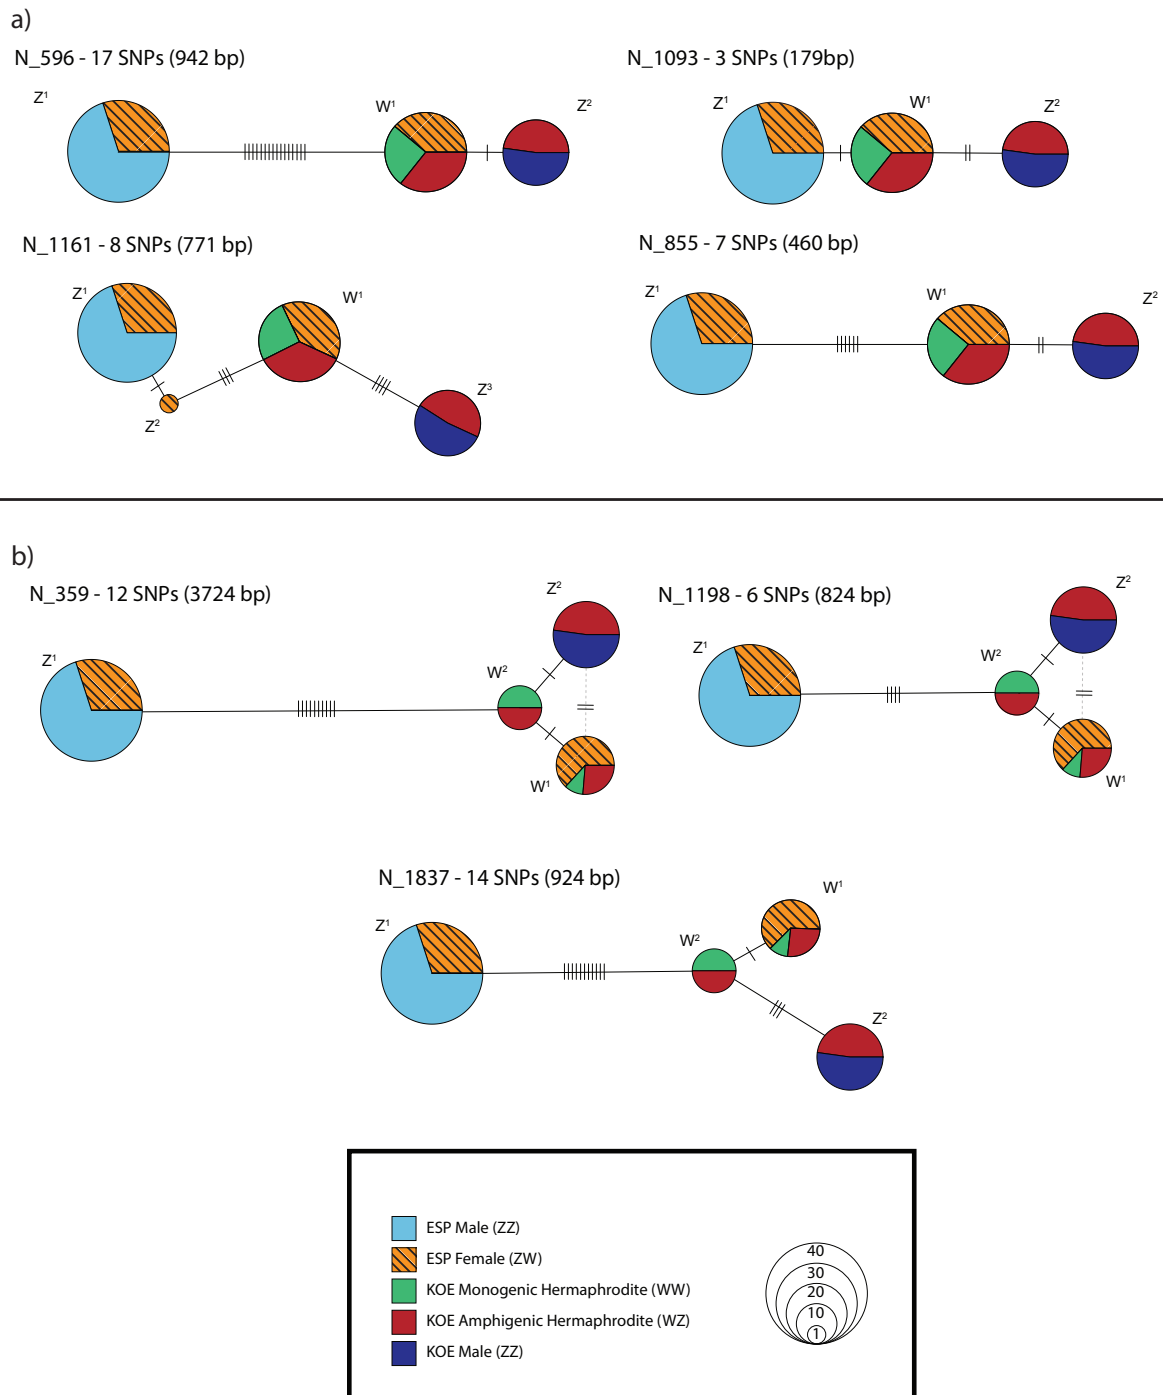 a)
N_596 - 17 SNPs (942 bp)
Z¹
W¹
Z²
N_1093 - 3 SNPs (179bp)
Z¹
W¹
Z²
N_1161 - 8 SNPs (771 bp)
Z¹
W¹
Z²
Z³
N_855 - 7 SNPs (460 bp)
Z¹
W¹
Z²
b)
N_359 - 12 SNPs (3724 bp)
Z¹
Z²
W²
W¹
N_1198 - 6 SNPs (824 bp)
Z¹
Z²
W²
W¹
N_1837 - 14 SNPs (924 bp)
Z¹
W¹
W²
Z²
ESP Male (ZZ)
ESP Female (ZW)
KOE Monogenic Hermaphrodite (WW)
KOE Amphigenic Hermaphrodite (WZ)
KOE Male (ZZ)
40
30
20
10
1